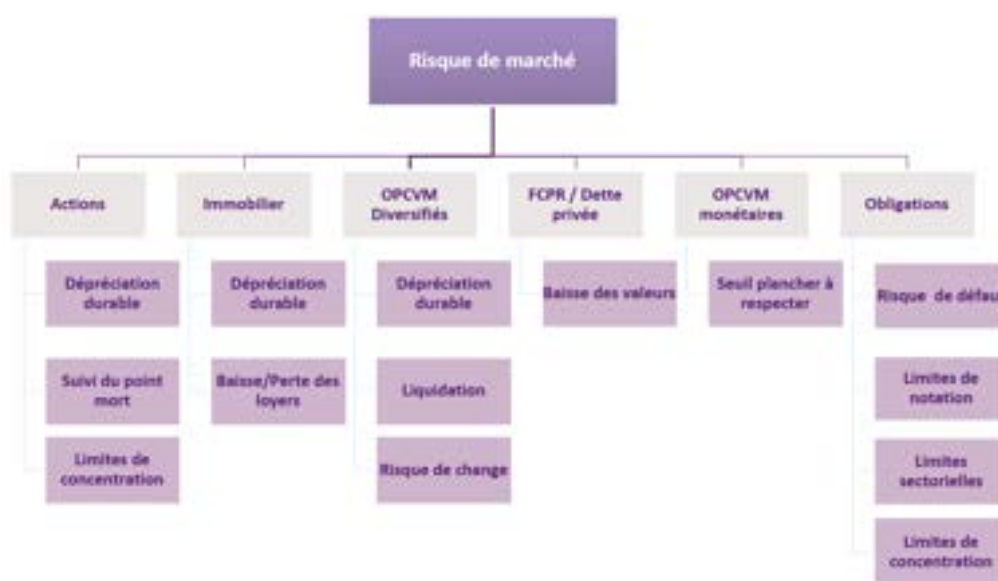 Risque de marché
Actions
Immobilier
OPCVM
Diversifiés
FCPR / Dette
privée
OPCVM
monétaires
Obligations
Dépréciation
durable
Suivi du point
mort
Limites de
concentration
Dépréciation
durable
Baisse/Perte des
loyers
Dépréciation
durable
Liquidation
Risque de change
Baisse des valeurs
Seuil plancher à
respecter
Risque de défau
Limites de
notation
Limites
sectorielles
Limites de
concentration